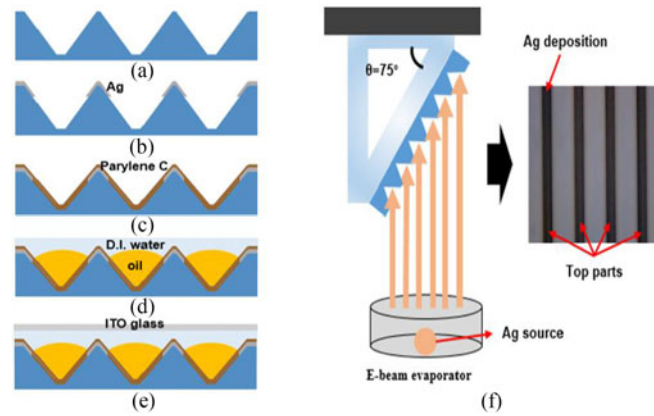 (a)
Ag
(b)
Parylene C
(c)
D.I. water
oil
(d)
ITO glass
(e)
θ=75°
Ag deposition
Top parts
Ag source
E-beam evaporator
(f)